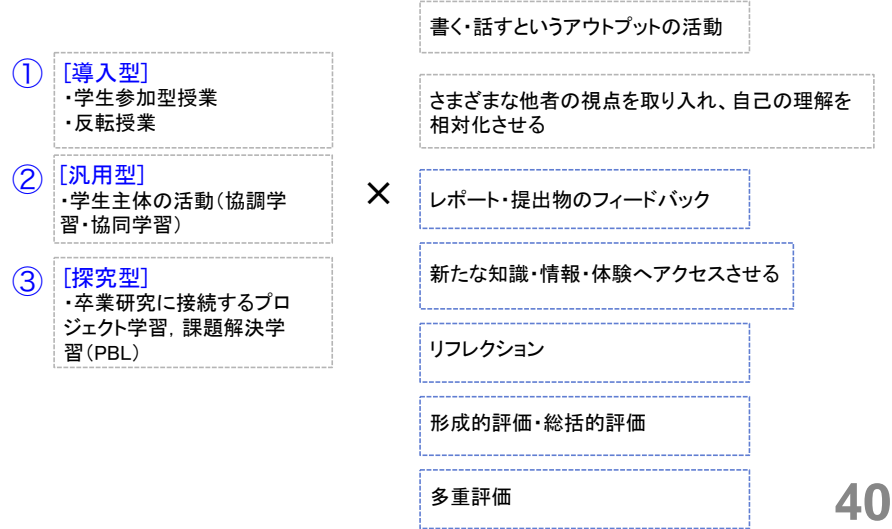 ①
[導入型]
・学生参加型授業
・反転授業
②
[汎用型]
・学生主体の活動(協調学
習・協同学習)
③
[探究型]
・卒業研究に接続するプロ
ジェクト学習, 課題解決学
習(PBL)
×
書く・話すというアウトプットの活動
さまざまな他者の視点を取り入れ、自己の理解を
相対化させる
レポート・提出物のフィードバック
新たな知識・情報・体験へアクセスさせる
リフレクション
形成的評価・総括的評価
多重評価
40